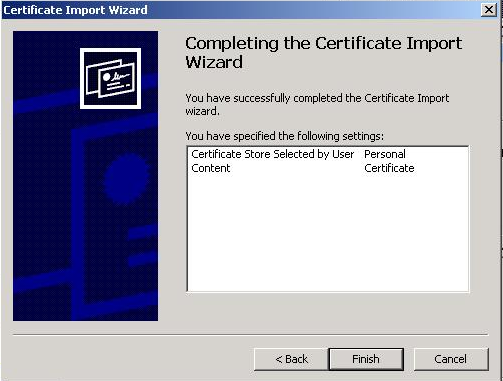 Certificate Import Wizard
Completing the Certificate Import
Wizard
You have successfully completed the Certificate Import
wizard.
You have specified the following settings:
Certificate Store Selected by User Personal
Content Certificate
< Back Finish Cancel